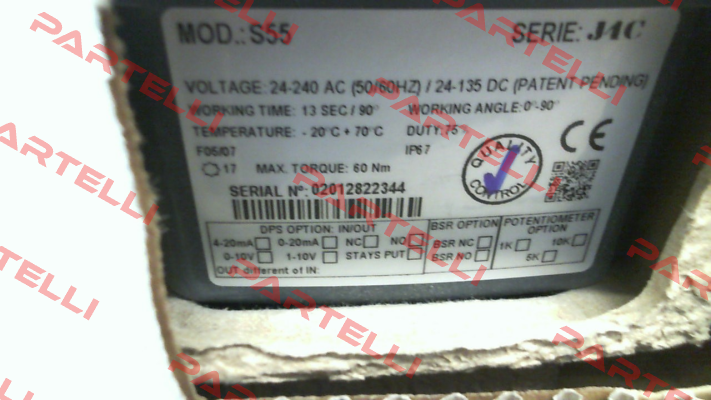 MOD.: S55 SERIE: J4C
VOLTAGE: 24-240 AC (50/60HZ) / 24-135 DC (PATENT PENDING)
WORKING TIME: 13 SEC / 90° WORKING ANGLE: 0°-90°
TEMPERATURE: - 20°C + 70°C DUTY: 75
F05/07 IP67
17 MAX. TORQUE: 60 Nm
QUALITY CONTROL
CE
SERIAL Nº: 02012822344
DPS OPTION: IN/OUT
4-20mA 0-20mA NC NO
0-10V 1-10V STAYS PUT
OUT different of IN:
BSR OPTION
BSR NC
BSR NO
POTENTIOMETER OPTION
1K 10K
5K
PARTELLI
PARTELLI
PARTELLI
PARTELLI
PARTELLI
PARTELLI